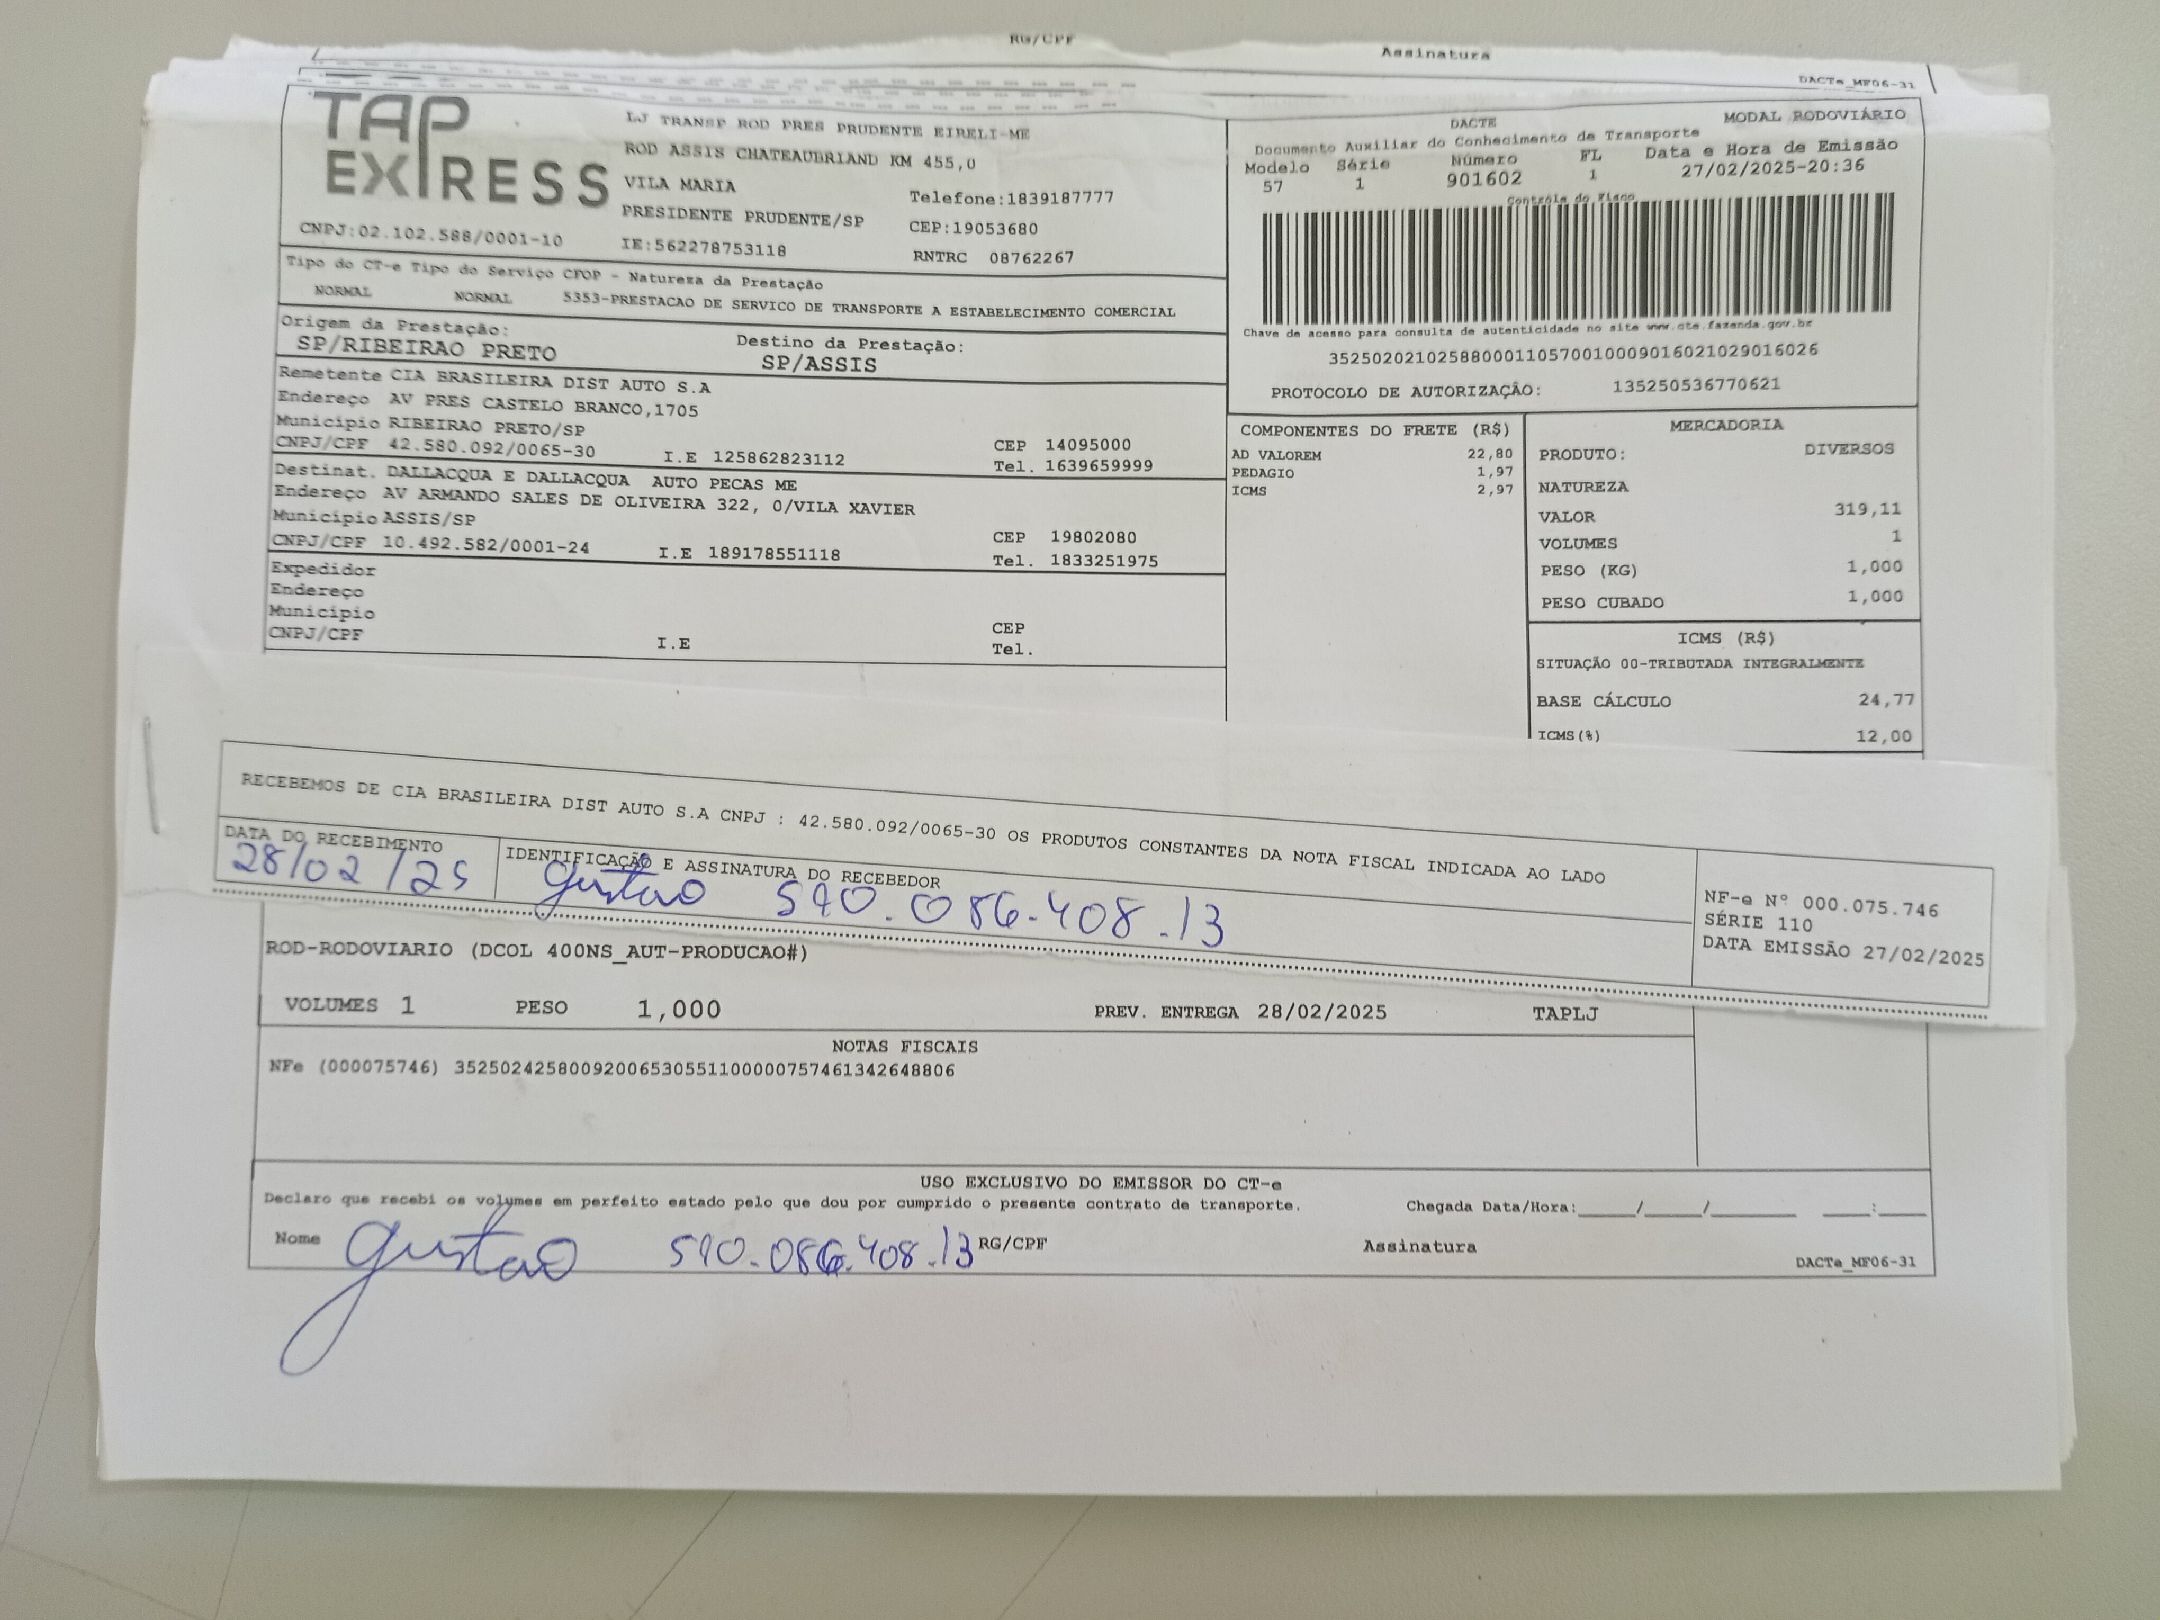 RG/CPF Assinatura
DACTe_MF06-31
TAP EXPRESS
CNPJ:02.102.588/0001-10
LJ TRANSP ROD PRES PRUDENTE EIRELI-ME
ROD ASSIS CHATEAUBRIAND KM 455,0
VILA MARIA Telefone:1839187777
PRESIDENTE PRUDENTE/SP CEP:19053680
IE:562278753118 RNTRC 08762267
DACTE MODAL RODOVIÁRIO
Documento Auxiliar do Conhecimento de Transporte
Modelo Série Número FL Data e Hora de Emissão
57 1 901602 1 27/02/2025-20:36
Controle do Fisco
Chave de acesso para consulta de autenticidade no site www.cte.fazenda.gov.br
35250202102588000110570010009016021029016026
PROTOCOLO DE AUTORIZAÇÃO: 135250536770621
Tipo do CT-e Tipo do Serviço CFOP - Natureza da Prestação
NORMAL NORMAL 5353-PRESTACAO DE SERVICO DE TRANSPORTE A ESTABELECIMENTO COMERCIAL
Origem da Prestação: Destino da Prestação:
SP/RIBEIRAO PRETO SP/ASSIS
Remetente CIA BRASILEIRA DIST AUTO S.A
Endereço AV PRES CASTELO BRANCO,1705
Município RIBEIRAO PRETO/SP CEP 14095000
CNPJ/CPF 42.580.092/0065-30 I.E 125862823112 Tel. 1639659999
Destinat. DALLACQUA E DALLACQUA AUTO PECAS ME
Endereço AV ARMANDO SALES DE OLIVEIRA 322, 0/VILA XAVIER
Município ASSIS/SP CEP 19802080
CNPJ/CPF 10.492.582/0001-24 I.E 189178551118 Tel. 1833251975
Expedidor
Endereço
Município CEP
CNPJ/CPF I.E Tel.
COMPONENTES DO FRETE (R$)
AD VALOREM 22,80
PEDAGIO 1,97
ICMS 2,97
MERCADORIA
PRODUTO: DIVERSOS
NATUREZA
VALOR 319,11
VOLUMES 1
PESO (KG) 1,000
PESO CUBADO 1,000
ICMS (R$)
SITUAÇÃO 00-TRIBUTADA INTEGRALMENTE
BASE CÁLCULO 24,77
ICMS(%) 12,00
RECEBEMOS DE CIA BRASILEIRA DIST AUTO S.A CNPJ : 42.580.092/0065-30 OS PRODUTOS CONSTANTES DA NOTA FISCAL INDICADA AO LADO
DATA DO RECEBIMENTO IDENTIFICAÇÃO E ASSINATURA DO RECEBEDOR
28/02/25 gustao 590.086.408.13
NF-e Nº 000.075.746
SÉRIE 110
DATA EMISSÃO 27/02/2025
ROD-RODOVIARIO (DCOL 400NS_AUT-PRODUCAO#)
VOLUMES 1 PESO 1,000 PREV. ENTREGA 28/02/2025 TAPLJ
NOTAS FISCAIS
NFe (000075746) 35250242580092006530551100000757461342648806
USO EXCLUSIVO DO EMISSOR DO CT-e
Declaro que recebi os volumes em perfeito estado pelo que dou por cumprido o presente contrato de transporte. Chegada Data/Hora:_____/_____/________ ____:____
Nome gustao 590.086.408.13 RG/CPF Assinatura
DACTe_MF06-31